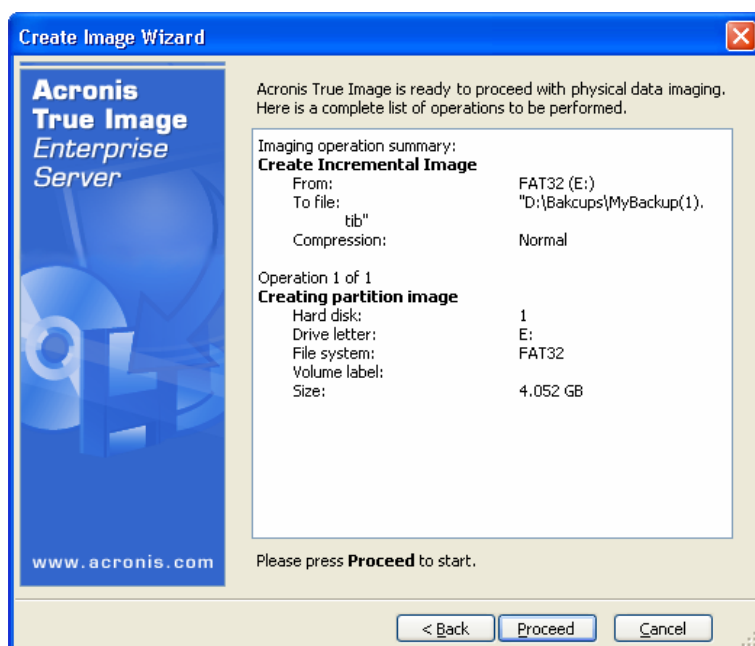 Create Image Wizard
Acronis
True Image
Enterprise
Server
www.acronis.com
Acronis True Image is ready to proceed with physical data imaging.
Here is a complete list of operations to be performed.
Imaging operation summary:
Create Incremental Image
From: FAT32 (E:)
To file: "D:\Bakcups\MyBackup(1).
tib"
Compression: Normal
Operation 1 of 1
Creating partition image
Hard disk: 1
Drive letter: E:
File system: FAT32
Volume label:
Size: 4.052 GB
Please press Proceed to start.
< Back
Proceed
Cancel